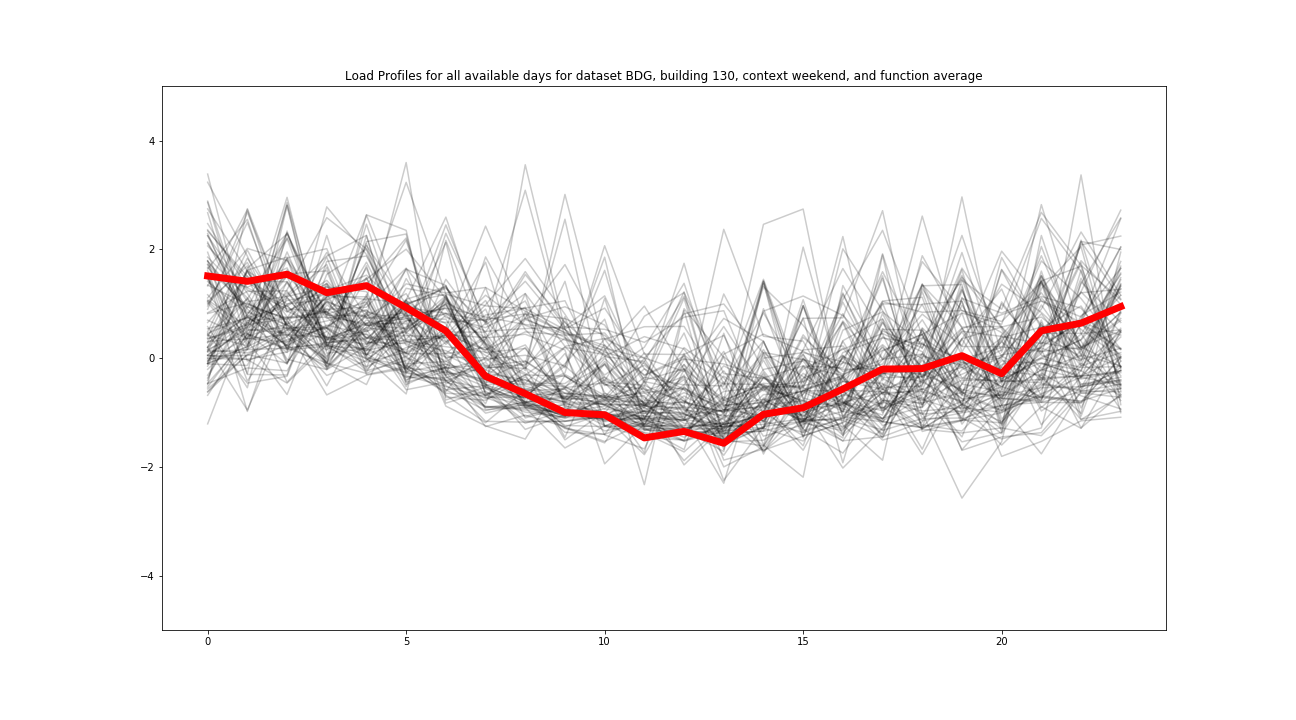 Load Profiles for all available days for dataset BDG, building 130, context weekend, and function average
4
2
0
−2
−4
0 5 10 15 20